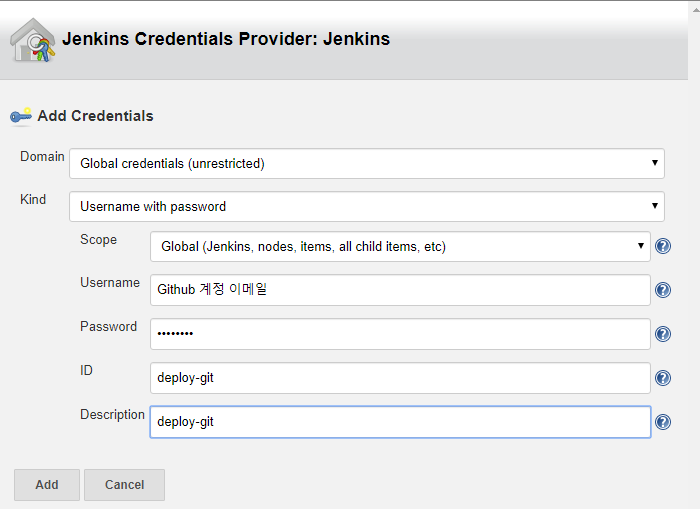 Jenkins Credentials Provider: Jenkins
Add Credentials
Domain
Global credentials (unrestricted)
Kind
Username with password
Scope
Global (Jenkins, nodes, items, all child items, etc)
Username
Github 계정 이메일
Password
••••••••
ID
deploy-git
Description
deploy-git
Add
Cancel